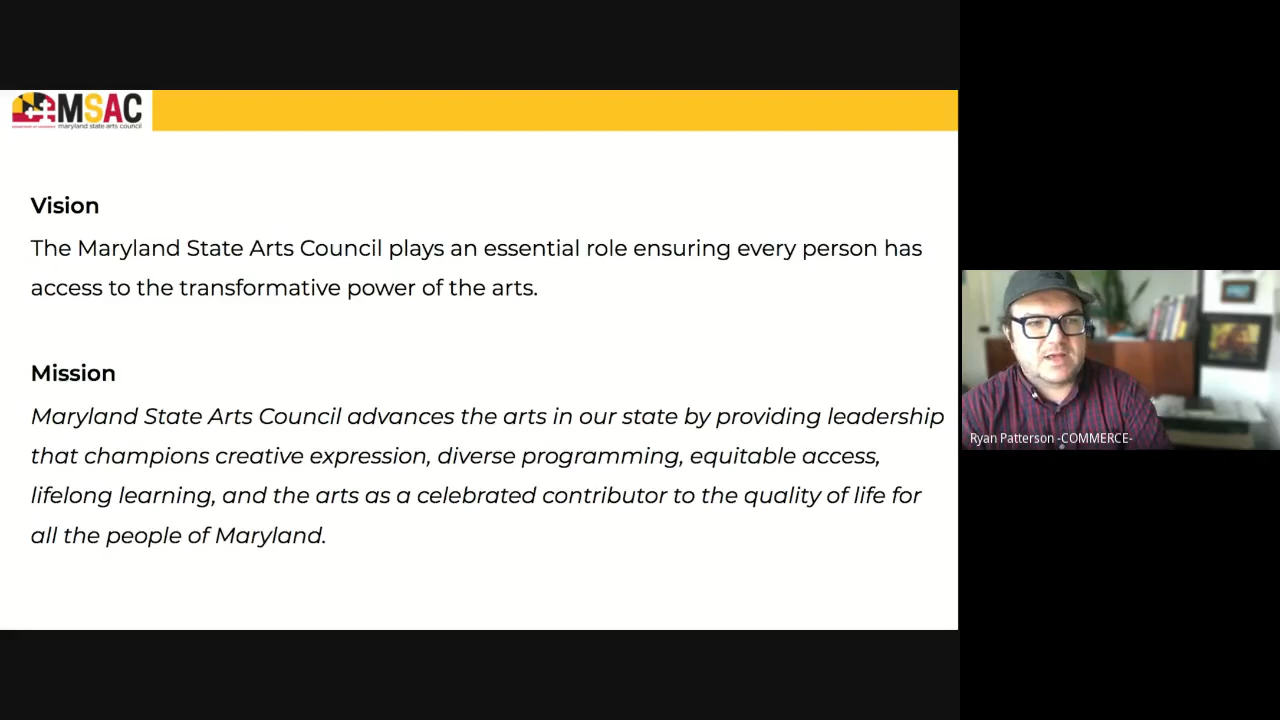 MSAC
maryland state arts council
Vision
The Maryland State Arts Council plays an essential role ensuring every person has
access to the transformative power of the arts.
Mission
Maryland State Arts Council advances the arts in our state by providing leadership
that champions creative expression, diverse programming, equitable access,
lifelong learning, and the arts as a celebrated contributor to the quality of life for
all the people of Maryland.
Ryan Patterson -COMMERCE-